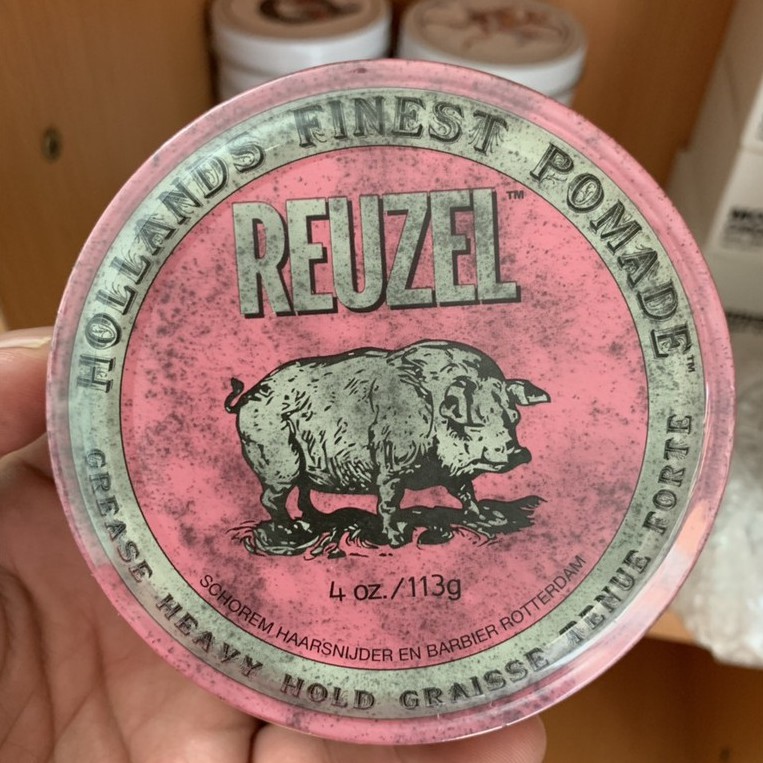 HOLLANDS FINEST POMADE™
REUZEL™
4 oz./113g
SCHOREM HAARSNIJDER EN BARBIER ROTTERDAM
GREASE HEAVY HOLD GRAISSE TENUE FORTE